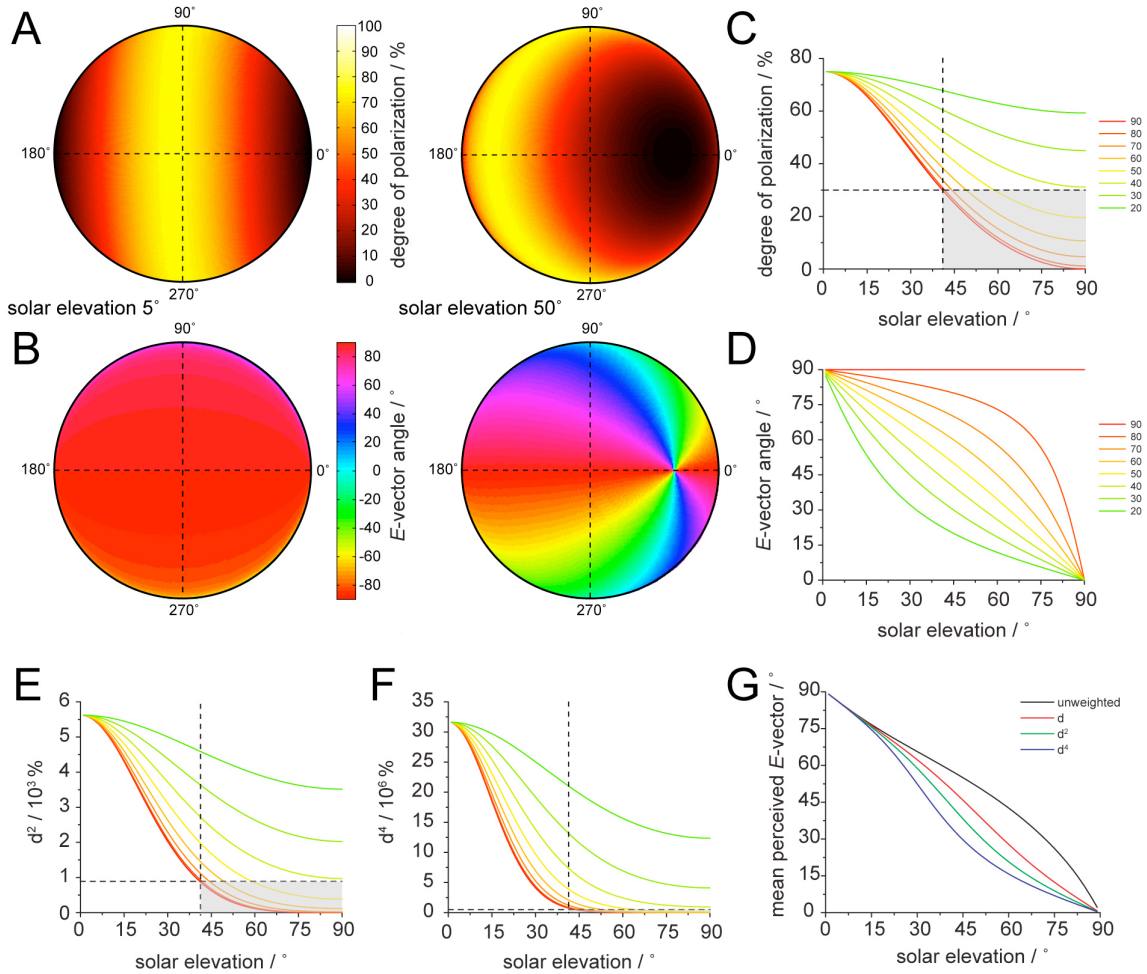 A
90°
180°
0°
270°
solar elevation 5°
100
90
80
70
60
50
40
30
20
10
0
degree of polarization / %
90°
180°
0°
270°
solar elevation 50°
C
80
60
40
20
0
degree of polarization / %
0 15 30 45 60 75 90
solar elevation / °
90
80
70
60
50
40
30
20
B
90°
180°
0°
270°
80
60
40
20
0
-20
-40
-60
-80
E-vector angle / °
90°
180°
0°
270°
D
90
75
60
45
30
15
0
E-vector angle / °
0 15 30 45 60 75 90
solar elevation / °
90
80
70
60
50
40
30
20
E
6
5
4
3
2
1
0
d² / 10³ %
0 15 30 45 60 75 90
solar elevation / °
F
35
30
25
20
15
10
5
0
d⁴ / 10⁶ %
0 15 30 45 60 75 90
solar elevation / °
G
90
75
60
45
30
15
0
mean perceived E-vector / °
unweighted
d
d²
d⁴
0 15 30 45 60 75 90
solar elevation / °